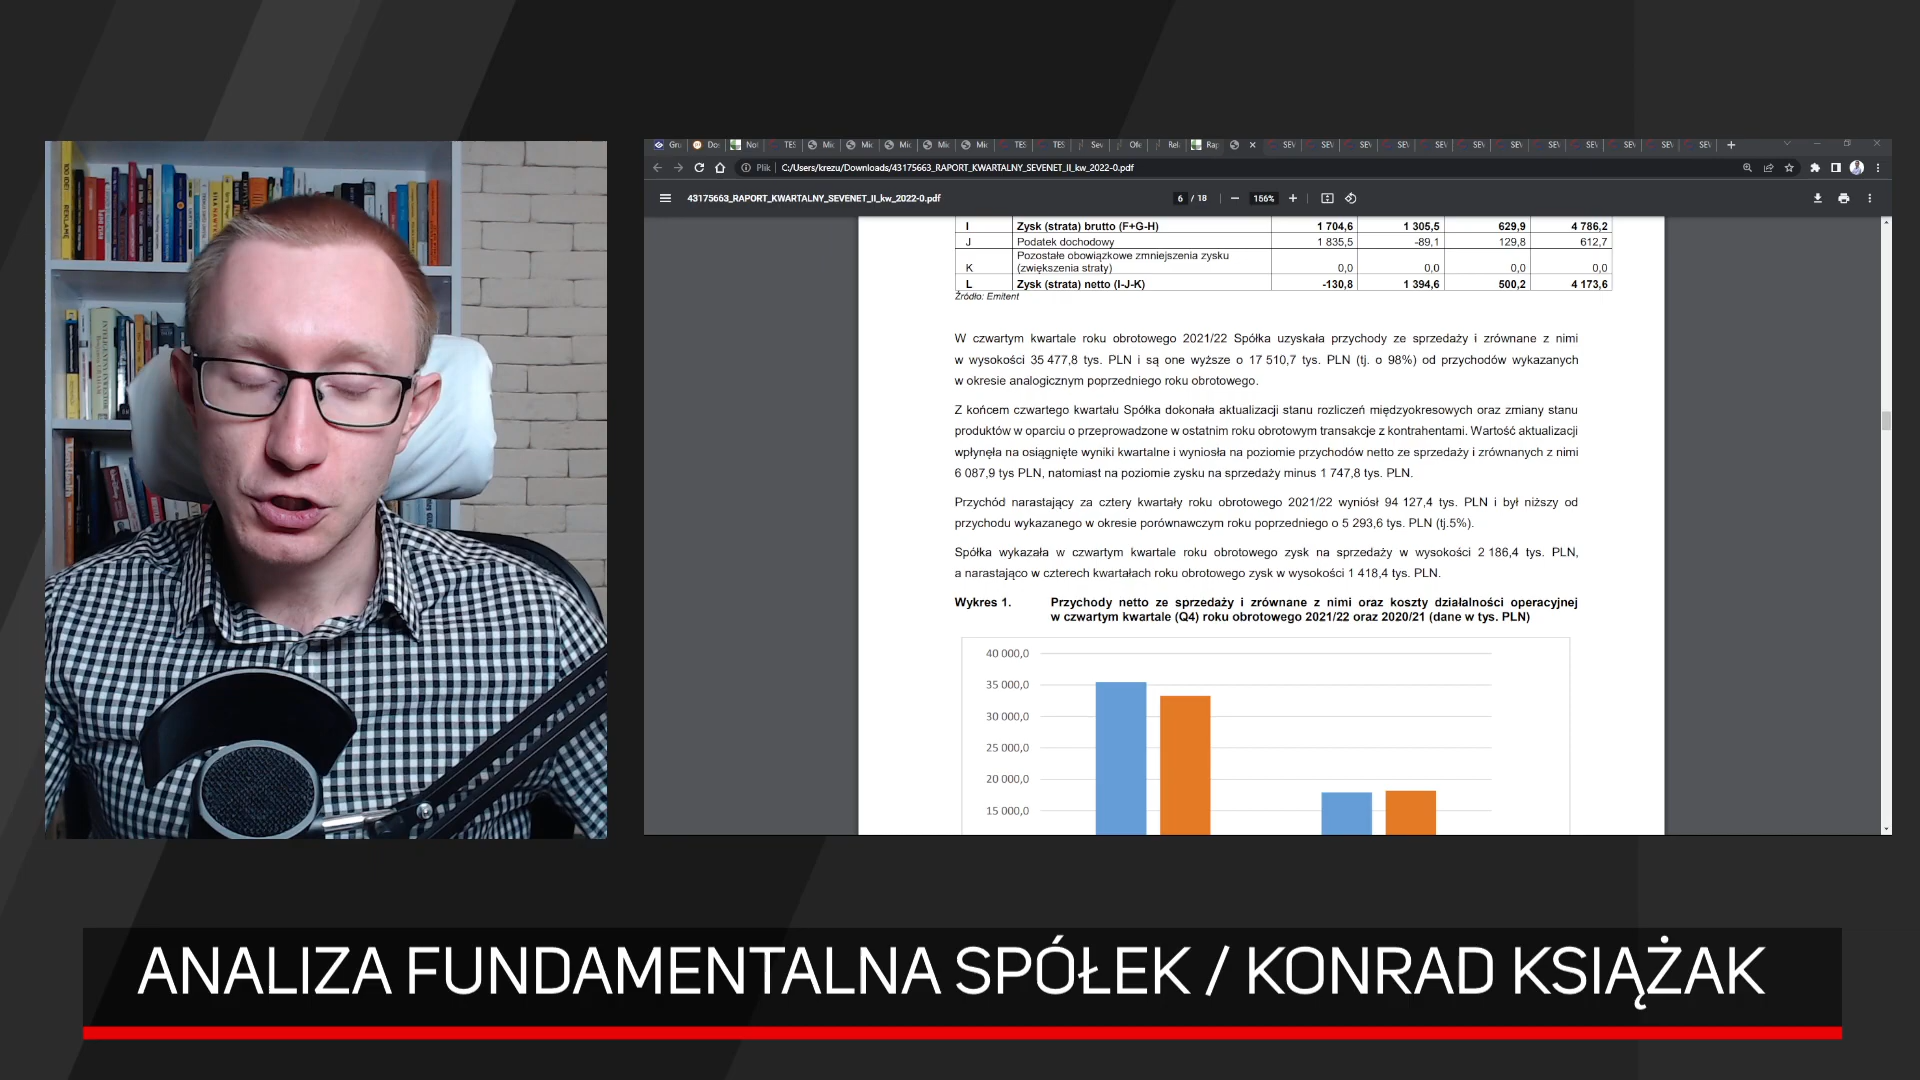 Plik C:/Users/krezu/Downloads/43175663_RAPORT_KWARTALNY_SEVENET_II_kw_2022-0.pdf
43175663_RAPORT_KWARTALNY_SEVENET_II_kw_2022-0.pdf 6 / 18 156%
I Zysk (strata) brutto (F+G-H) 1 704,6 1 305,5 629,9 4 786,2
J Podatek dochodowy 1 835,5 -89,1 129,8 612,7
Pozostałe obowiązkowe zmniejszenia zysku
K (zwiększenia straty) 0,0 0,0 0,0 0,0
L Zysk (strata) netto (I-J-K) -130,8 1 394,6 500,2 4 173,6
Źródło: Emitent
W czwartym kwartale roku obrotowego 2021/22 Spółka uzyskała przychody ze sprzedaży i zrównane z nimi
w wysokości 35 477,8 tys. PLN i są one wyższe o 17 510,7 tys. PLN (tj. o 98%) od przychodów wykazanych
w okresie analogicznym poprzedniego roku obrotowego.
Z końcem czwartego kwartału Spółka dokonała aktualizacji stanu rozliczeń międzyokresowych oraz zmiany stanu
produktów w oparciu o przeprowadzone w ostatnim roku obrotowym transakcje z kontrahentami. Wartość aktualizacji
wpłynęła na osiągnięte wyniki kwartalne i wyniosła na poziomie przychodów netto ze sprzedaży i zrównanych z nimi
6 087,9 tys PLN, natomiast na poziomie zysku na sprzedaży minus 1 747,8 tys. PLN.
Przychód narastający za cztery kwartały roku obrotowego 2021/22 wyniósł 94 127,4 tys. PLN i był niższy od
przychodu wykazanego w okresie porównawczym roku poprzedniego o 5 293,6 tys. PLN (tj.5%).
Spółka wykazała w czwartym kwartale roku obrotowego zysk na sprzedaży w wysokości 2 186,4 tys. PLN,
a narastająco w czterech kwartałach roku obrotowego zysk w wysokości 1 418,4 tys. PLN.
Wykres 1. Przychody netto ze sprzedaży i zrównane z nimi oraz koszty działalności operacyjnej
w czwartym kwartale (Q4) roku obrotowego 2021/22 oraz 2020/21 (dane w tys. PLN)
40 000,0
35 000,0
30 000,0
25 000,0
20 000,0
15 000,0
ANALIZA FUNDAMENTALNA SPÓŁEK / KONRAD KSIĄŻAK